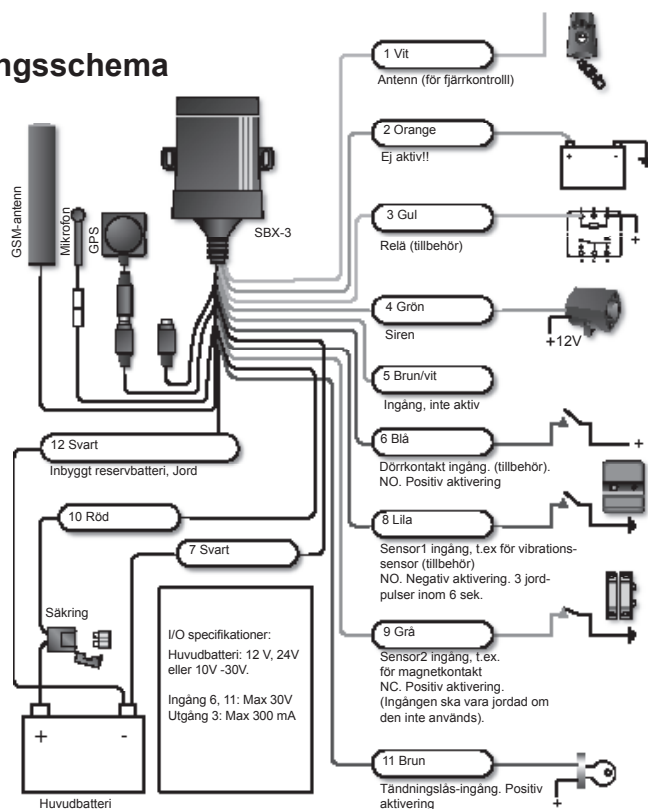 ngsschema
1 Vit
Antenn (för fjärrkontrolll)
2 Orange
Ej aktiv!!
+ -
3 Gul
Relä (tillbehör)
+
4 Grön
Siren
+12V
5 Brun/vit
Ingång, inte aktiv
6 Blå
Dörrkontakt ingång. (tillbehör).
NO. Positiv aktivering
+
8 Lila
Sensor1 ingång, t.ex för vibrations-
sensor (tillbehör)
NO. Negativ aktivering. 3 jord-
pulser inom 6 sek.
9 Grå
Sensor2 ingång, t.ex.
för magnetkontakt
NC. Positiv aktivering.
(Ingången ska vara jordad om
den inte används).
11 Brun
Tändningslås-ingång. Positiv
aktivering
+
GSM-antenn
Mikrofon
GPS
SBX-3
12 Svart
Inbyggt reservbatteri, Jord
10 Röd
7 Svart
Säkring
+ -
Huvudbatteri
I/O specifikationer:
Huvudbatteri: 12 V, 24V
eller 10V -30V.
Ingång 6, 11: Max 30V
Utgång 3: Max 300 mA